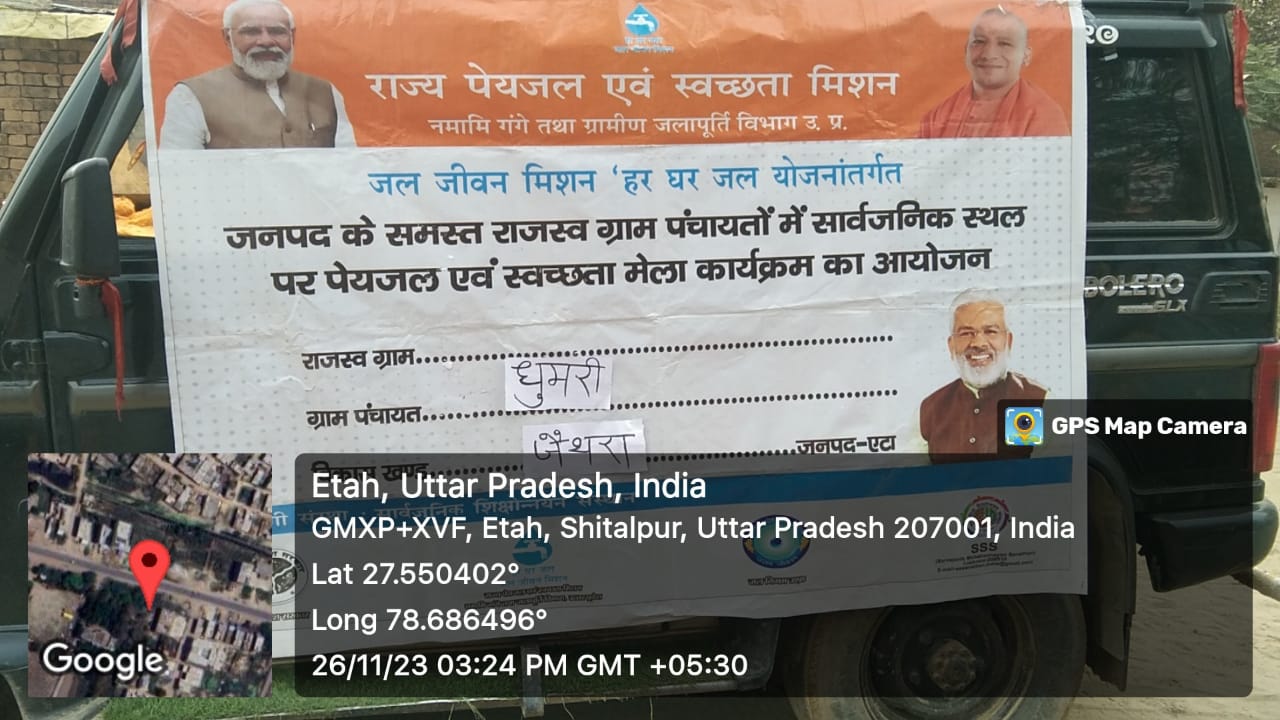 राज्य पेयजल एवं स्वच्छता मिशन
नमामि गंगे तथा ग्रामीण जलापूर्ति विभाग उ. प्र.
जल जीवन मिशन 'हर घर जल योजनांतर्गत
जनपद के समस्त राजस्व ग्राम पंचायतों में सार्वजनिक स्थल
पर पेयजल एवं स्वच्छता मेला कार्यक्रम का आयोजन
राजस्व ग्राम
धुमरी
ग्राम पंचायत
जैथरा
विकास खण्ड
जनपद-एटा
BOLERO
GLX
GPS Map Camera
Etah, Uttar Pradesh, India
GMXP+XVF, Etah, Shitalpur, Uttar Pradesh 207001, India
Lat 27.550402°
Long 78.686496°
26/11/23 03:24 PM GMT +05:30
Google
SSS